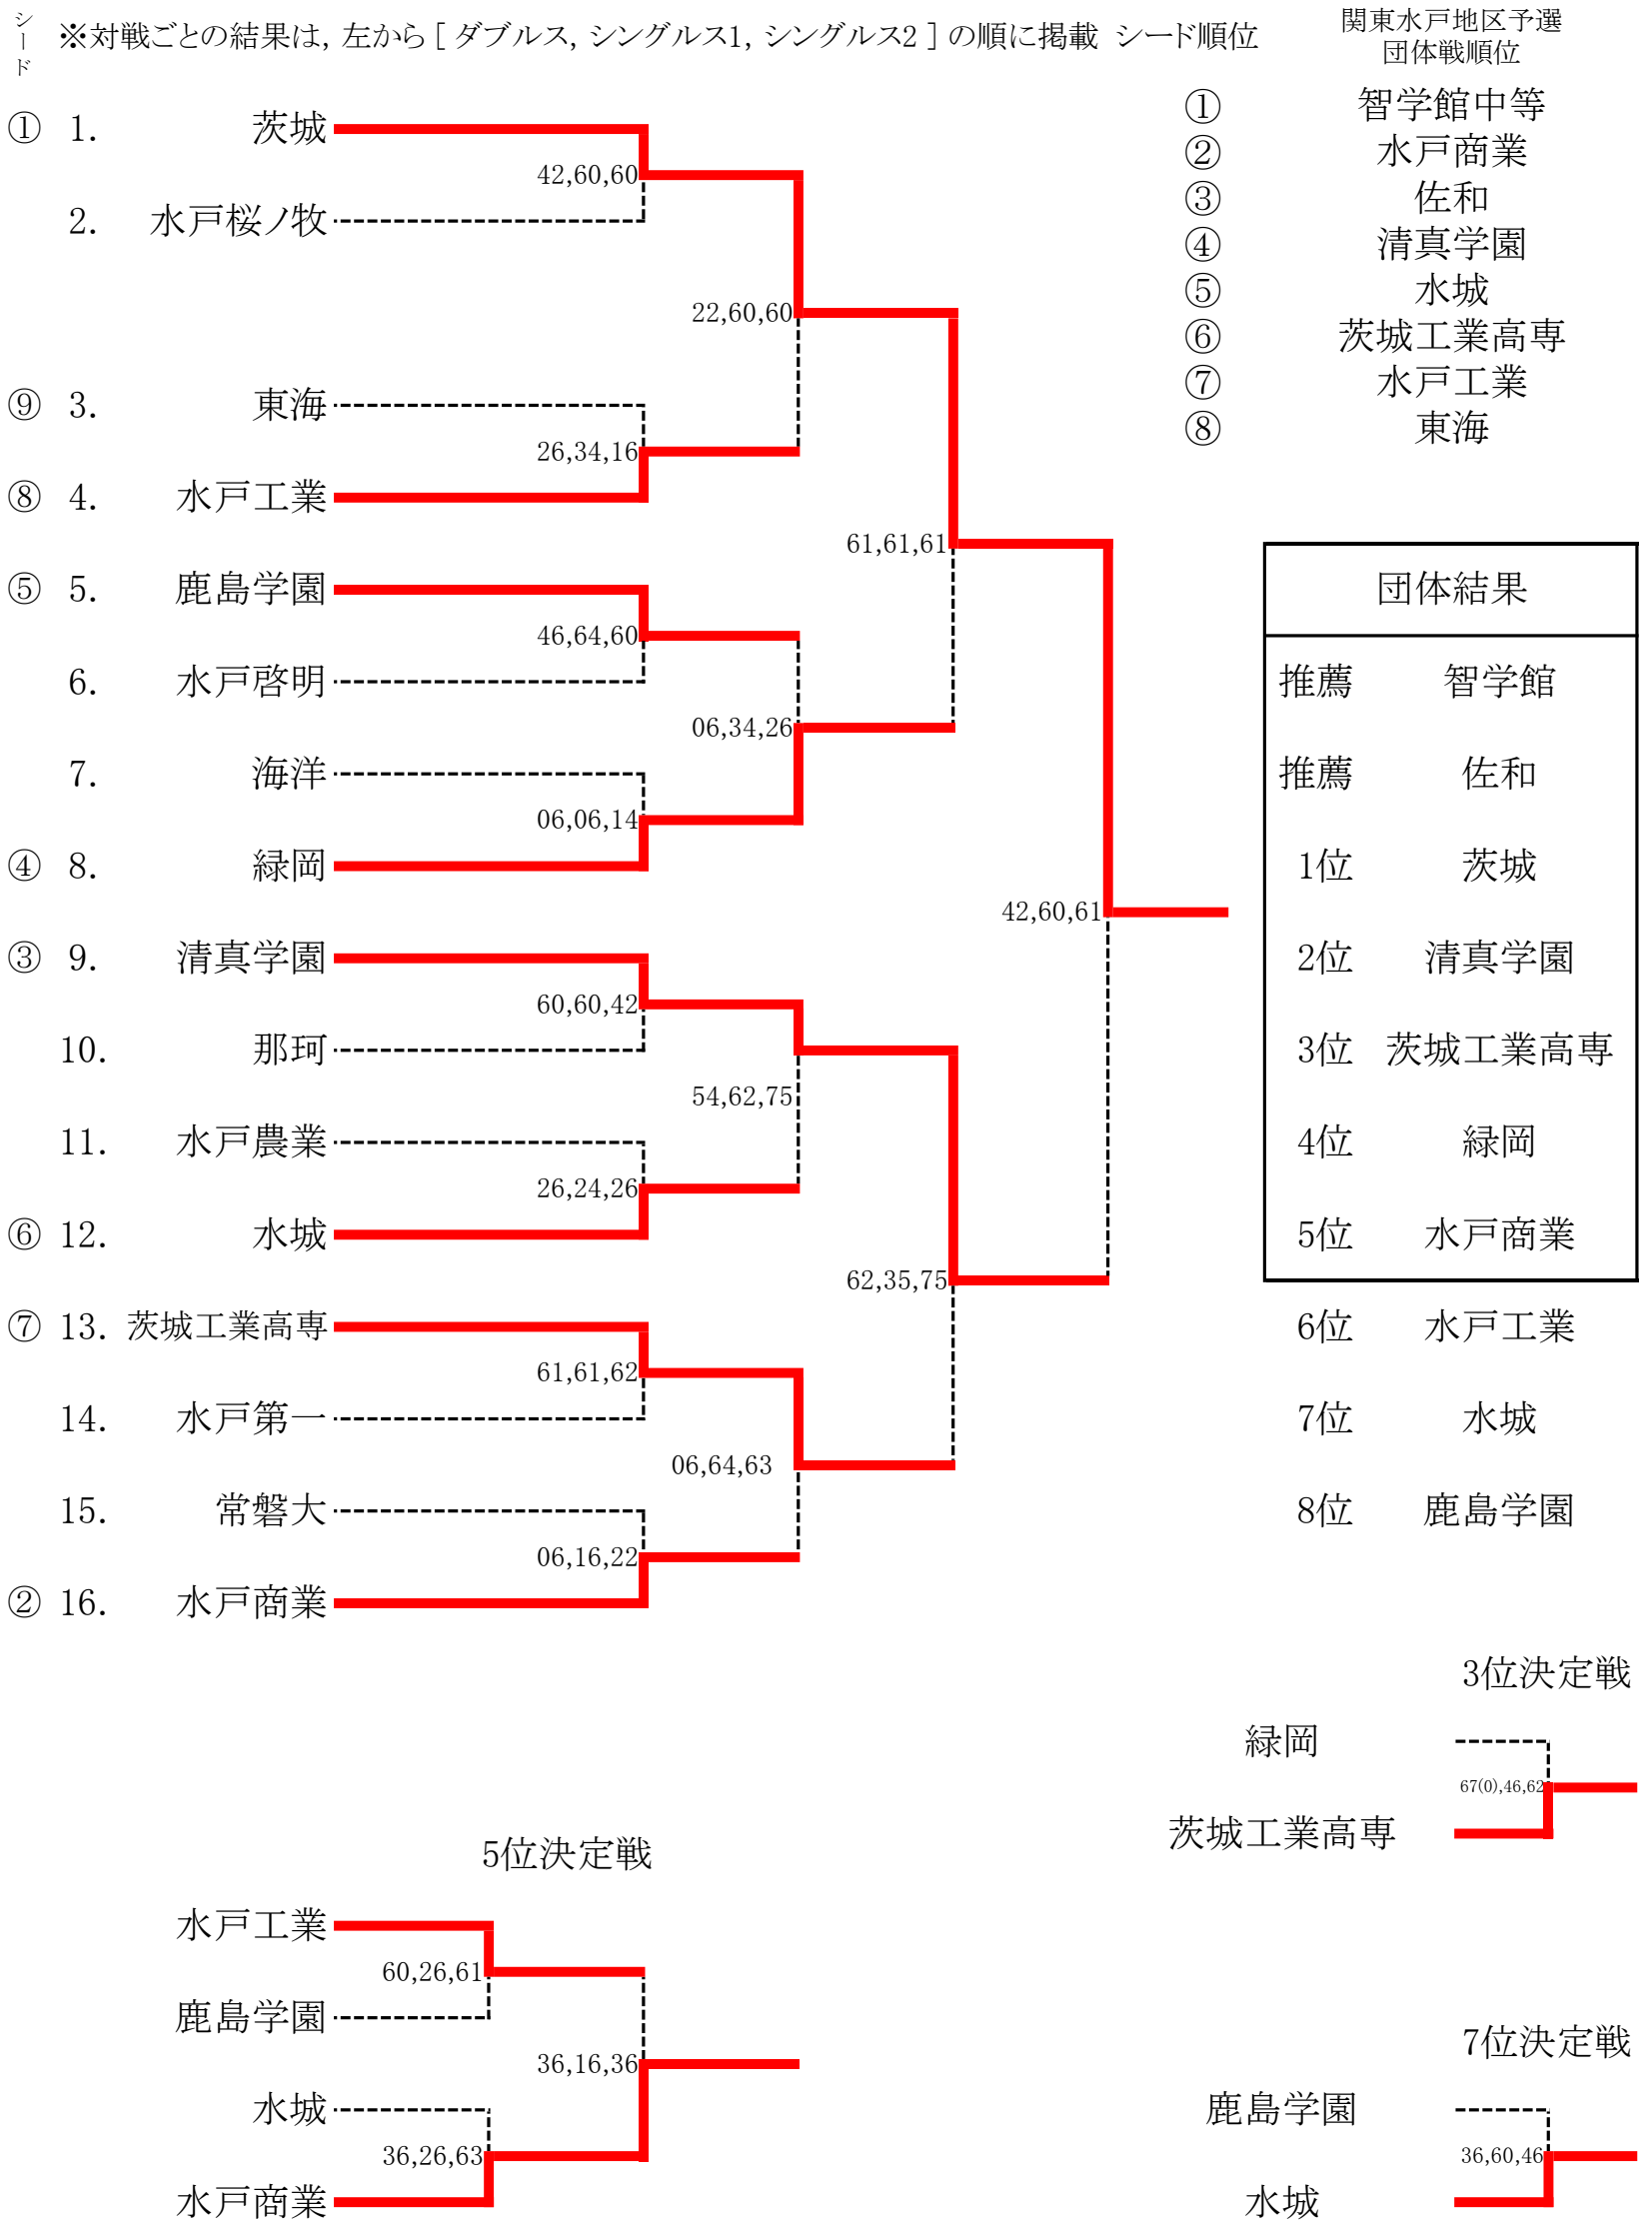 シード
※対戦ごとの結果は, 左から [ ダブルス, シングルス1, シングルス2 ] の順に掲載 シード順位
関東水戸地区予選
団体戦順位
① 智学館中等
② 水戸商業
③ 佐和
④ 清真学園
⑤ 水城
⑥ 茨城工業高専
⑦ 水戸工業
⑧ 東海
① 1. 茨城
42,60,60
2. 水戸桜ノ牧
22,60,60
⑨ 3. 東海
26,34,16
⑧ 4. 水戸工業
61,61,61
⑤ 5. 鹿島学園
46,64,60
6. 水戸啓明
06,34,26
7. 海洋
06,06,14
④ 8. 緑岡
42,60,61
③ 9. 清真学園
60,60,42
10. 那珂
54,62,75
11. 水戸農業
26,24,26
⑥ 12. 水城
62,35,75
⑦ 13. 茨城工業高専
61,61,62
14. 水戸第一
06,64,63
15. 常磐大
06,16,22
② 16. 水戸商業
団体結果
推薦 智学館
推薦 佐和
1位 茨城
2位 清真学園
3位 茨城工業高専
4位 緑岡
5位 水戸商業
6位 水戸工業
7位 水城
8位 鹿島学園
3位決定戦
緑岡
67(0),46,62
茨城工業高専
5位決定戦
水戸工業
60,26,61
鹿島学園
36,16,36
水城
36,26,63
水戸商業
7位決定戦
鹿島学園
36,60,46
水城